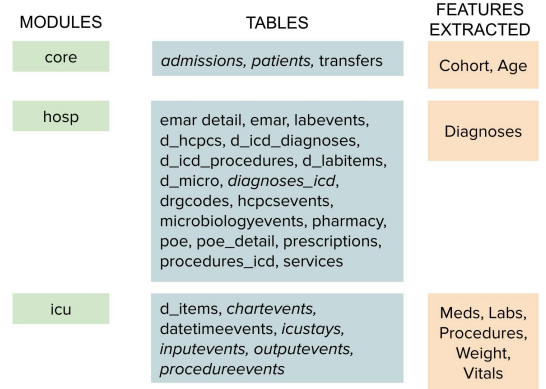 MODULES
TABLES
FEATURES
EXTRACTED
core
admissions, patients, transfers
Cohort, Age
hosp
emar detail, emar, labevents,
d_hcpcs, d_icd_diagnoses,
d_icd_procedures, d_labitems,
d_micro, diagnoses_icd,
drgcodes, hcpcsevents,
microbiologyevents, pharmacy,
poe, poe_detail, prescriptions,
procedures_icd, services
Diagnoses
icu
d_items, chartevents,
datetimeevents, icustays,
inputevents, outputevents,
procedureevents
Meds, Labs,
Procedures,
Weight,
Vitals